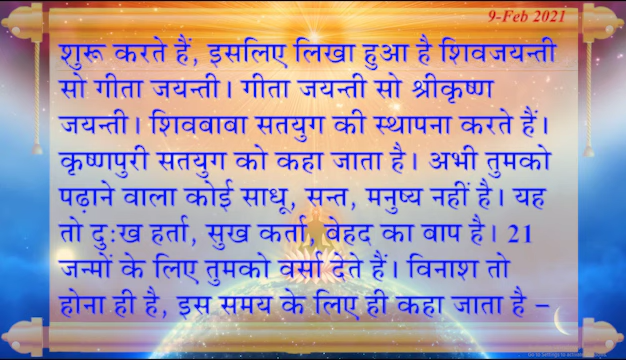 9-Feb 2021
शुरू करते हैं, इसलिए लिखा हुआ है शिवजयन्ती
सो गीता जयन्ती। गीता जयन्ती सो श्रीकृष्ण
जयन्ती। शिवबाबा सतयुग की स्थापना करते हैं।
कृष्णपुरी सतयुग को कहा जाता है। अभी तुमको
पढ़ाने वाला कोई साधू, सन्त, मनुष्य नहीं है। यह
तो दुःख हर्ता, सुख कर्ता, बेहद का बाप है। 21
जन्मों के लिए तुमको वर्सा देते हैं। विनाश तो
होना ही है, इस समय के लिए ही कहा जाता है –